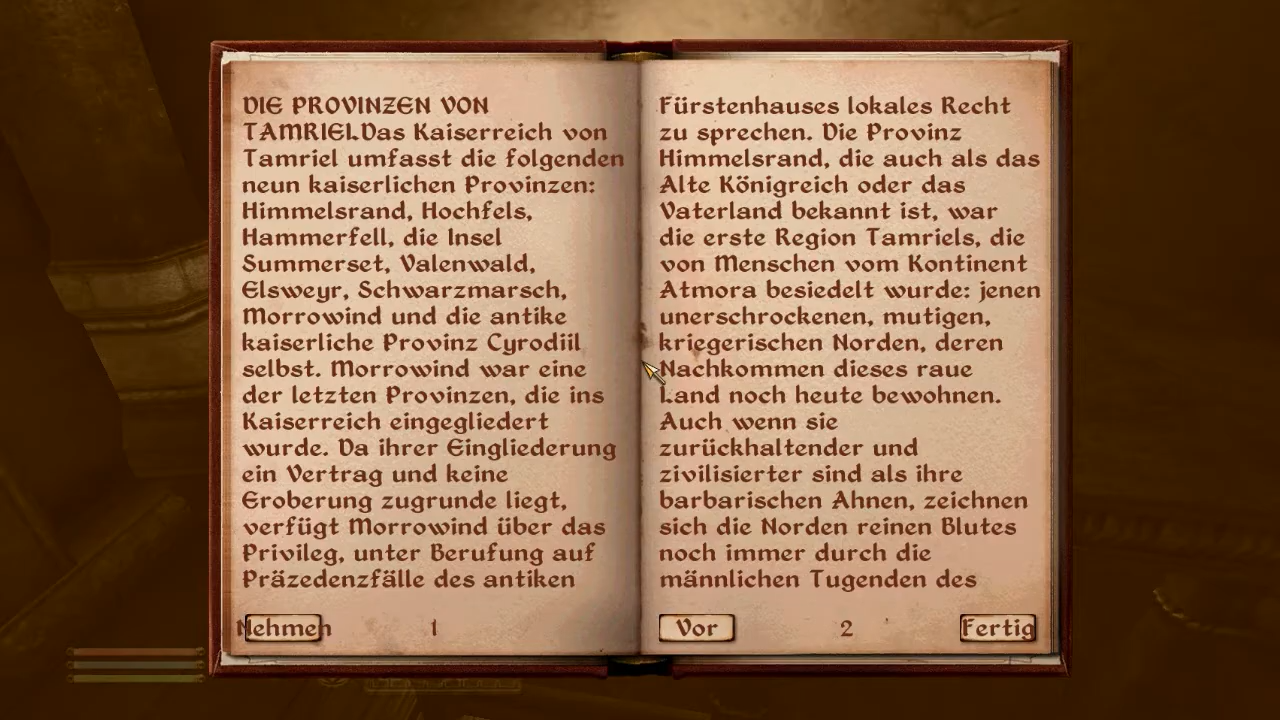 DIE PROVINZEN VON
TAMRIEL.Das Kaiserreich von
Tamriel umfasst die folgenden
neun kaiserlichen Provinzen:
Himmelsrand, Hochfels,
Hammerfell, die Insel
Summerset, Valenwald,
Elsweyr, Schwarzmarsch,
Morrowind und die antike
kaiserliche Provinz Cyrodiil
selbst. Morrowind war eine
der letzten Provinzen, die ins
Kaiserreich eingegliedert
wurde. Da ihrer Eingliederung
ein Vertrag und keine
Eroberung zugrunde liegt,
verfügt Morrowind über das
Privileg, unter Berufung auf
Präzedenzfälle des antiken
Nehmen
1
Fürstenhauses lokales Recht
zu sprechen. Die Provinz
Himmelsrand, die auch als das
Alte Königreich oder das
Vaterland bekannt ist, war
die erste Region Tamriels, die
von Menschen vom Kontinent
Atmora besiedelt wurde: jenen
unerschrockenen, mutigen,
kriegerischen Norden, deren
Nachkommen dieses raue
Land noch heute bewohnen.
Auch wenn sie
zurückhaltender und
zivilisierter sind als ihre
barbarischen Ahnen, zeichnen
sich die Norden reinen Blutes
noch immer durch die
männlichen Tugenden des
Vor
2
Fertig